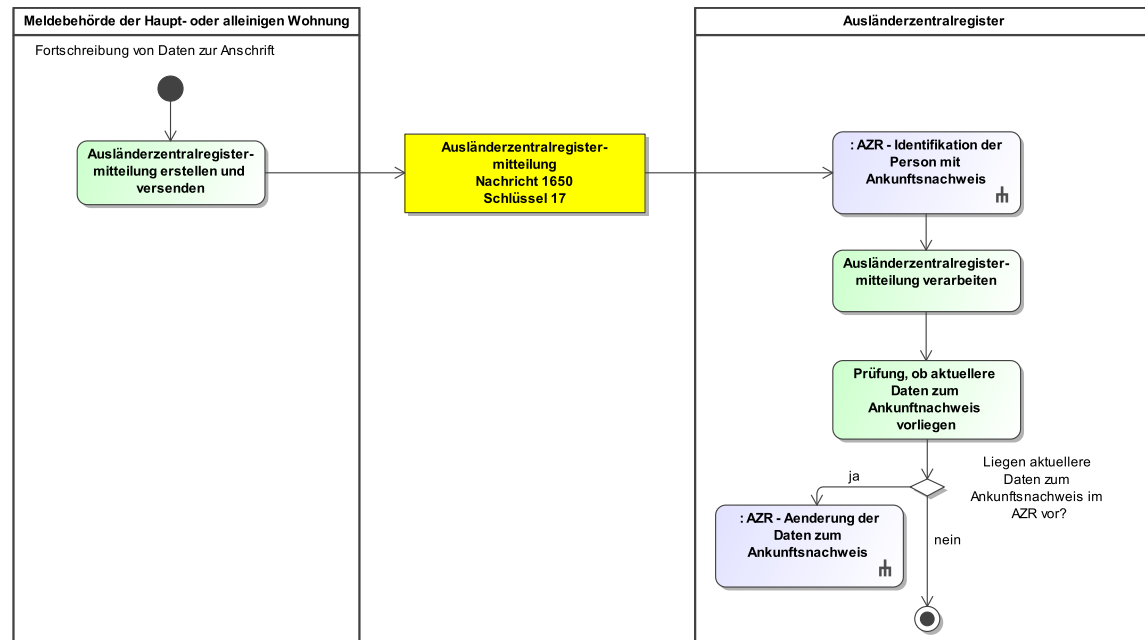 Meldebehörde der Haupt- oder alleinigen Wohnung
Fortschreibung von Daten zur Anschrift
Ausländerzentralregister-
mitteilung erstellen und
versenden
Ausländerzentralregister-
mitteilung
Nachricht 1650
Schlüssel 17
Ausländerzentralregister
: AZR - Identifikation der
Person mit
Ankunftsnachweis
Ausländerzentralregister-
mitteilung verarbeiten
Prüfung, ob aktuellere
Daten zum
Ankunftnachweis
vorliegen
Liegen aktuellere
Daten zum
Ankunftsnachweis im
AZR vor?
ja
: AZR - Aenderung der
Daten zum
Ankunftsnachweis
nein